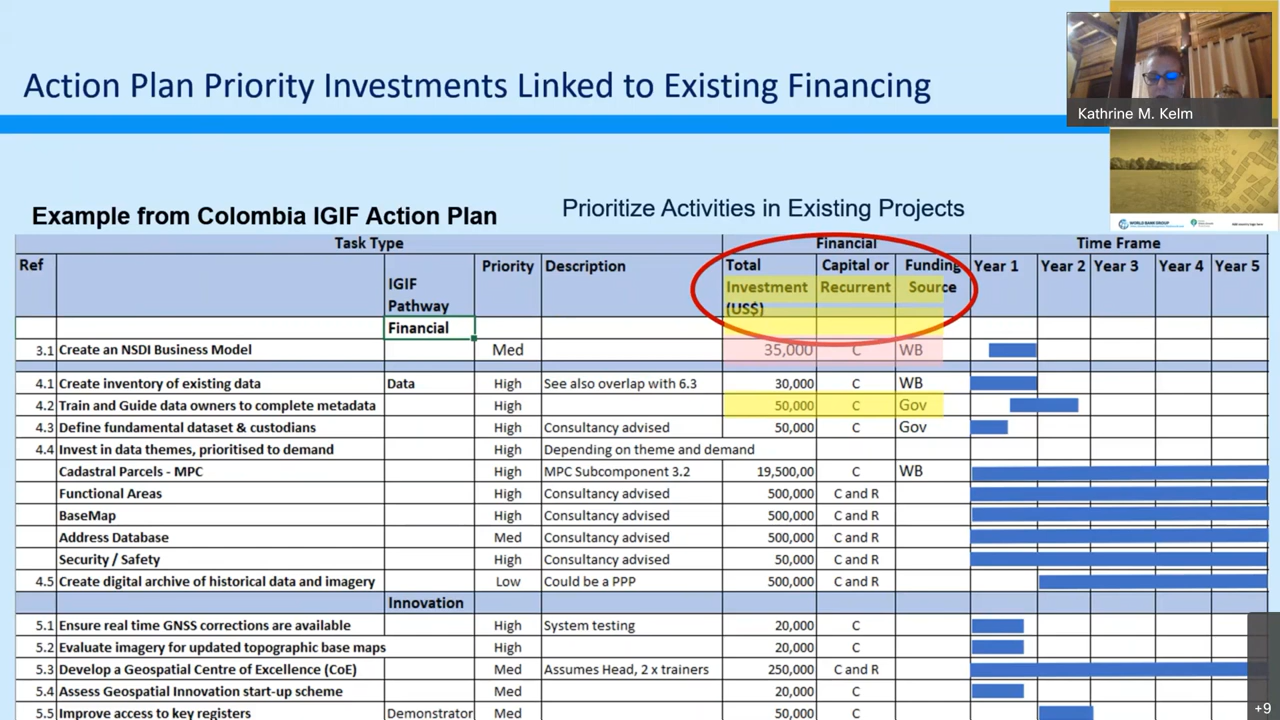 Action Plan Priority Investments Linked to Existing Financing
Kathrine M. Kelm
WORLD BANK GROUP
Example from Colombia IGIF Action Plan
Prioritize Activities in Existing Projects
Task Type Financial Time Frame
Ref IGIF Pathway Priority Description Total Investment (US$) Capital or Recurrent Funding Source Year 1 Year 2 Year 3 Year 4 Year 5
Financial
3.1 Create an NSDI Business Model Med 35,000 C WB
4.1 Create inventory of existing data Data High See also overlap with 6.3 30,000 C WB
4.2 Train and Guide data owners to complete metadata High 50,000 C Gov
4.3 Define fundamental dataset & custodians High Consultancy advised 50,000 C Gov
4.4 Invest in data themes, prioritised to demand High Depending on theme and demand
Cadastral Parcels - MPC High MPC Subcomponent 3.2 19,500,00 C WB
Functional Areas High Consultancy advised 500,000 C and R
BaseMap High Consultancy advised 500,000 C and R
Address Database Med Consultancy advised 500,000 C and R
Security / Safety High Consultancy advised 50,000 C and R
4.5 Create digital archive of historical data and imagery Low Could be a PPP 500,000 C and R
Innovation
5.1 Ensure real time GNSS corrections are available High System testing 20,000 C
5.2 Evaluate imagery for updated topographic base maps High 20,000 C
5.3 Develop a Geospatial Centre of Excellence (CoE) Med Assumes Head, 2 x trainers 250,000 C and R
5.4 Assess Geospatial Innovation start-up scheme Med 20,000 C
5.5 Improve access to key registers Demonstrator Med 50,000 C
+9